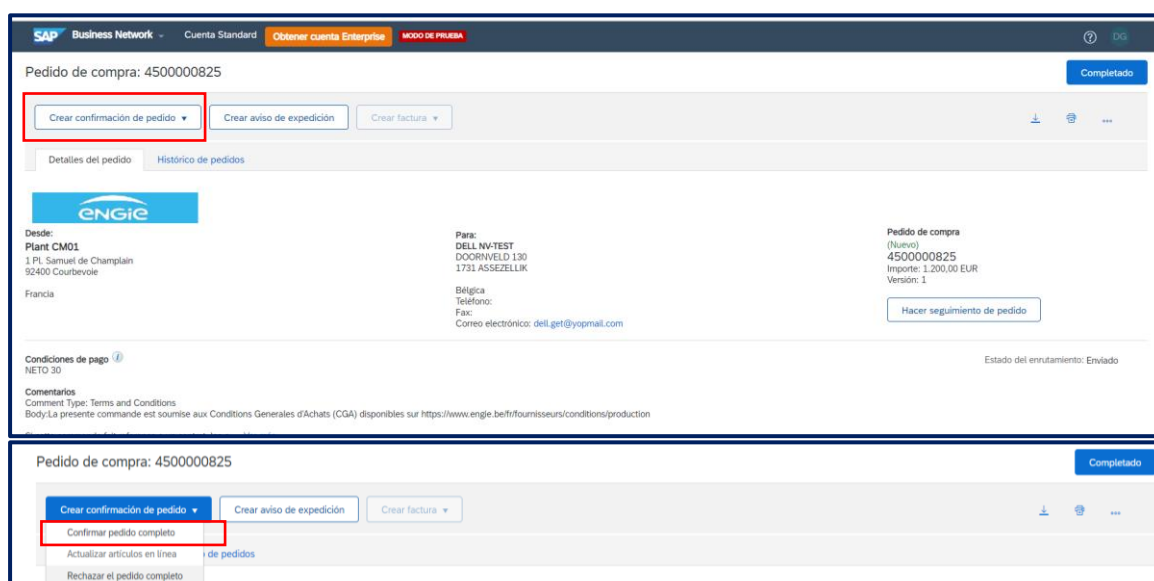 SAP Business Network Cuenta Standard Obtener cuenta Enterprise MODO DE PRUEBA DG
Pedido de compra: 4500000825 Completado
Crear confirmación de pedido Crear aviso de expedición Crear factura
Detalles del pedido Histórico de pedidos
ENGIE
Desde:
Plant CM01
1 Pl. Samuel de Champlain
92400 Courbevoie
Francia
Para:
DELL NV-TEST
DOORNVELD 130
1731 ASSEZELLIK
Bélgica
Teléfono:
Fax:
Correo electrónico: dell.get@yopmail.com
Pedido de compra
(Nuevo)
4500000825
Importe: 1.200,00 EUR
Versión: 1
Hacer seguimiento de pedido
Condiciones de pago
NETO 30
Estado del enrutamiento: Enviado
Comentarios
Comment Type: Terms and Conditions
Body:La presente commande est soumise aux Conditions Generales d'Achats (CGA) disponibles sur https://www.engie.be/fr/fournisseurs/conditions/production
Pedido de compra: 4500000825 Completado
Crear confirmación de pedido Crear aviso de expedición Crear factura
Confirmar pedido completo
Actualizar artículos en línea de pedidos
Rechazar el pedido completo